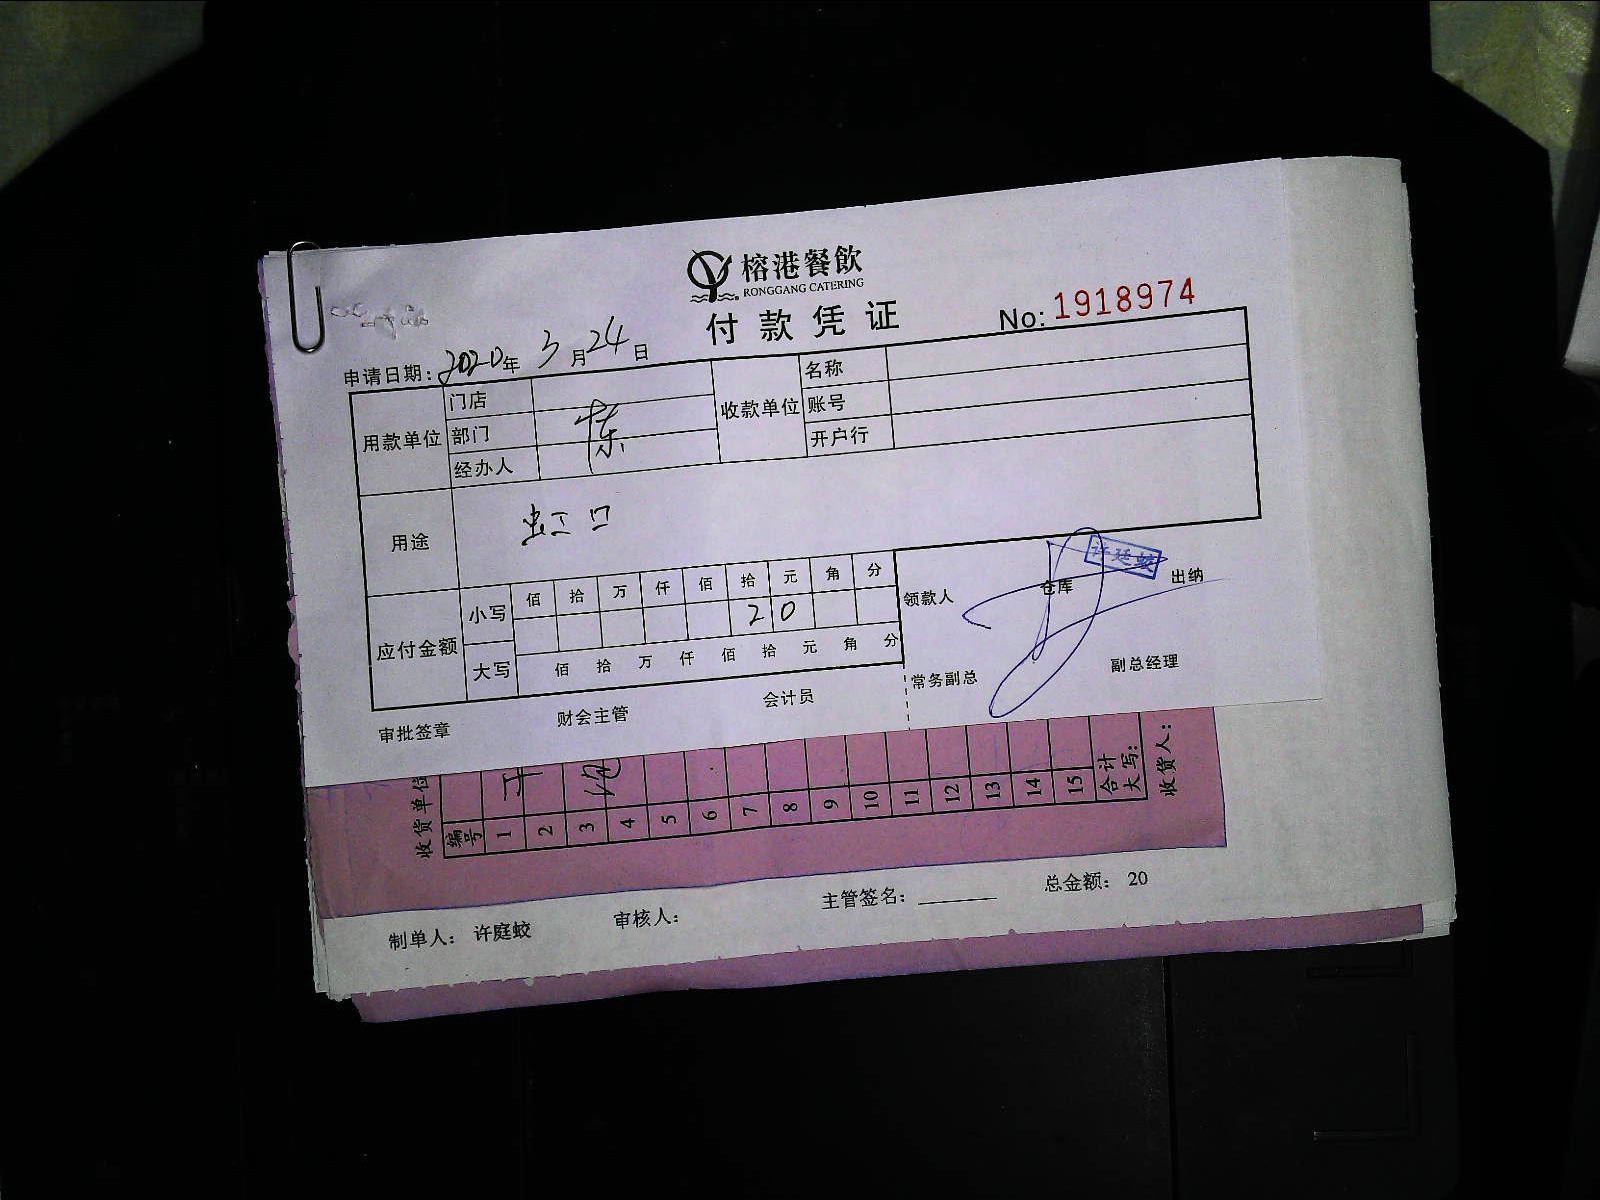 榕港餐飲
RONGGANG CATERING
付款凭证
No: 1918974
申请日期: 2020年 3月24日
用款单位
门店
部门
经办人
收款单位
名称
账号
开户行
用途
虹口
应付金额
小写
佰 拾 万 仟 佰 拾 元 角 分
2 0
大写
佰 拾 万 仟 佰 拾 元 角 分
领款人
仓库
出纳
常务副总
副总经理
审批签章
财会主管
会计员
收货单位
编号
1 2 3 4 5 6 7 8 9 10 11 12 13 14 15
合计
大写:
收货人:
制单人: 许庭蛟
审核人:
主管签名:
总金额: 20